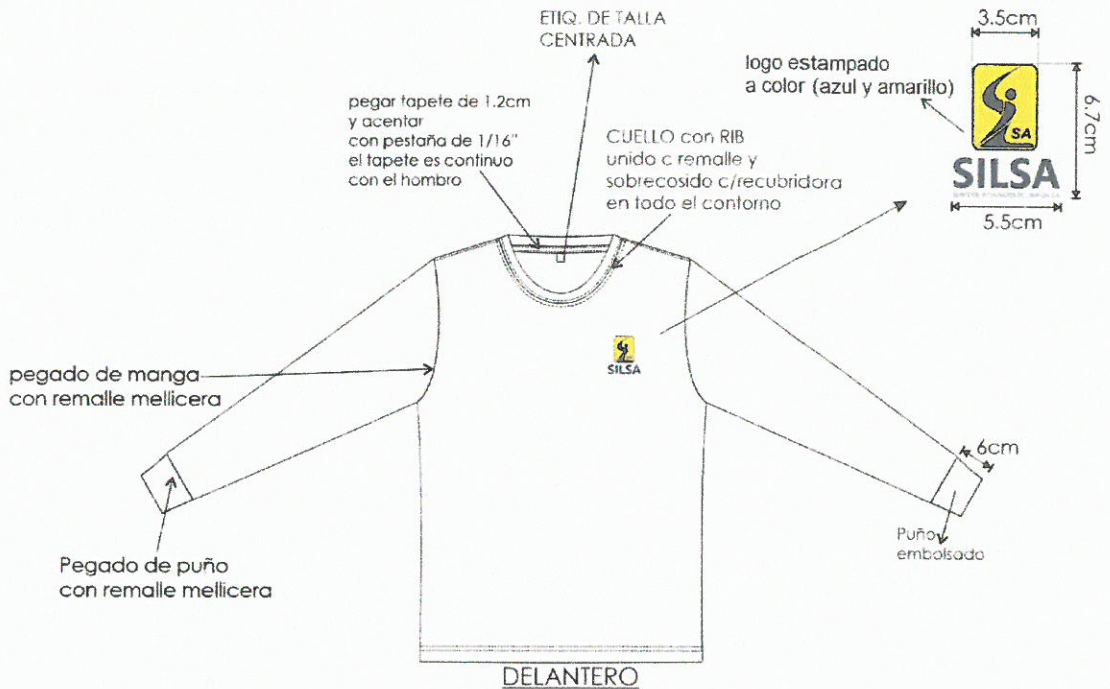 ETIQ. DE TALLA
CENTRADA
3.5cm
logo estampado
a color (azul y amarillo)
6.7cm
SA
SILSA
5.5cm
pegar tapete de 1.2cm
y acentar
con pestaña de 1/16"
el tapete es continuo
con el hombro
CUELLO con RIB
unido c remalle y
sobrecosido c/recubridora
en todo el contorno
SILSA
pegado de manga
con remalle mellicera
6cm
Puño
embolsado
Pegado de puño
con remalle mellicera
DELANTERO